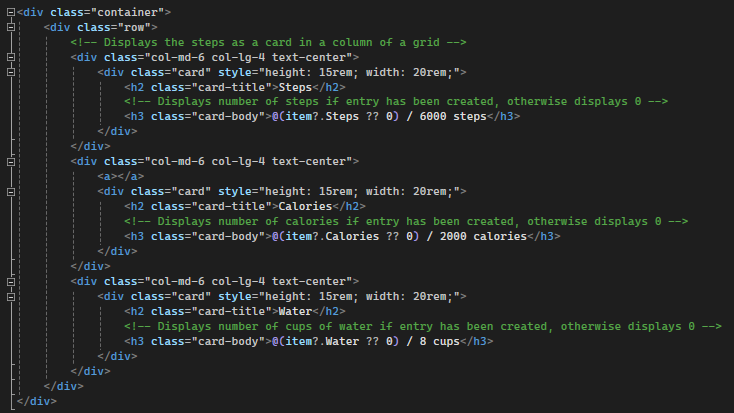 <div class="container">
<div class="row">
<!-- Displays the steps as a card in a column of a grid -->
<div class="col-md-6 col-lg-4 text-center">
<div class="card" style="height: 15rem; width: 20rem;">
<h2 class="card-title">Steps</h2>
<!-- Displays number of steps if entry has been created, otherwise displays 0 -->
<h3 class="card-body">@(item?.Steps ?? 0) / 6000 steps</h3>
</div>
</div>
<div class="col-md-6 col-lg-4 text-center">
<a></a>
<div class="card" style="height: 15rem; width: 20rem;">
<h2 class="card-title">Calories</h2>
<!-- Displays number of calories if entry has been created, otherwise displays 0 -->
<h3 class="card-body">@(item?.Calories ?? 0) / 2000 calories</h3>
</div>
</div>
<div class="col-md-6 col-lg-4 text-center">
<div class="card" style="height: 15rem; width: 20rem;">
<h2 class="card-title">Water</h2>
<!-- Displays number of cups of water if entry has been created, otherwise displays 0 -->
<h3 class="card-body">@(item?.Water ?? 0) / 8 cups</h3>
</div>
</div>
</div>
</div>